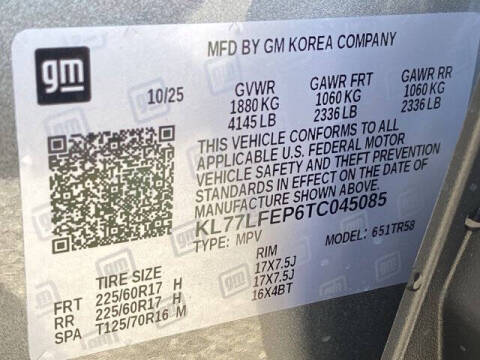 gm
MFD BY GM KOREA COMPANY
10/25 GVWR GAWR FRT GAWR RR
1880 KG 1060 KG 1060 KG
4145 LB 2336 LB 2336 LB
THIS VEHICLE CONFORMS TO ALL
APPLICABLE U.S. FEDERAL MOTOR
VEHICLE SAFETY AND THEFT PREVENTION
STANDARDS IN EFFECT ON THE DATE OF
MANUFACTURE SHOWN ABOVE.
KL77LFEP6TC045085
TYPE: MPV MODEL: 651TR58
TIRE SIZE RIM
FRT 225/60R17 H 17X7.5J
RR 225/60R17 H 17X7.5J
SPA T125/70R16 M 16X4BT